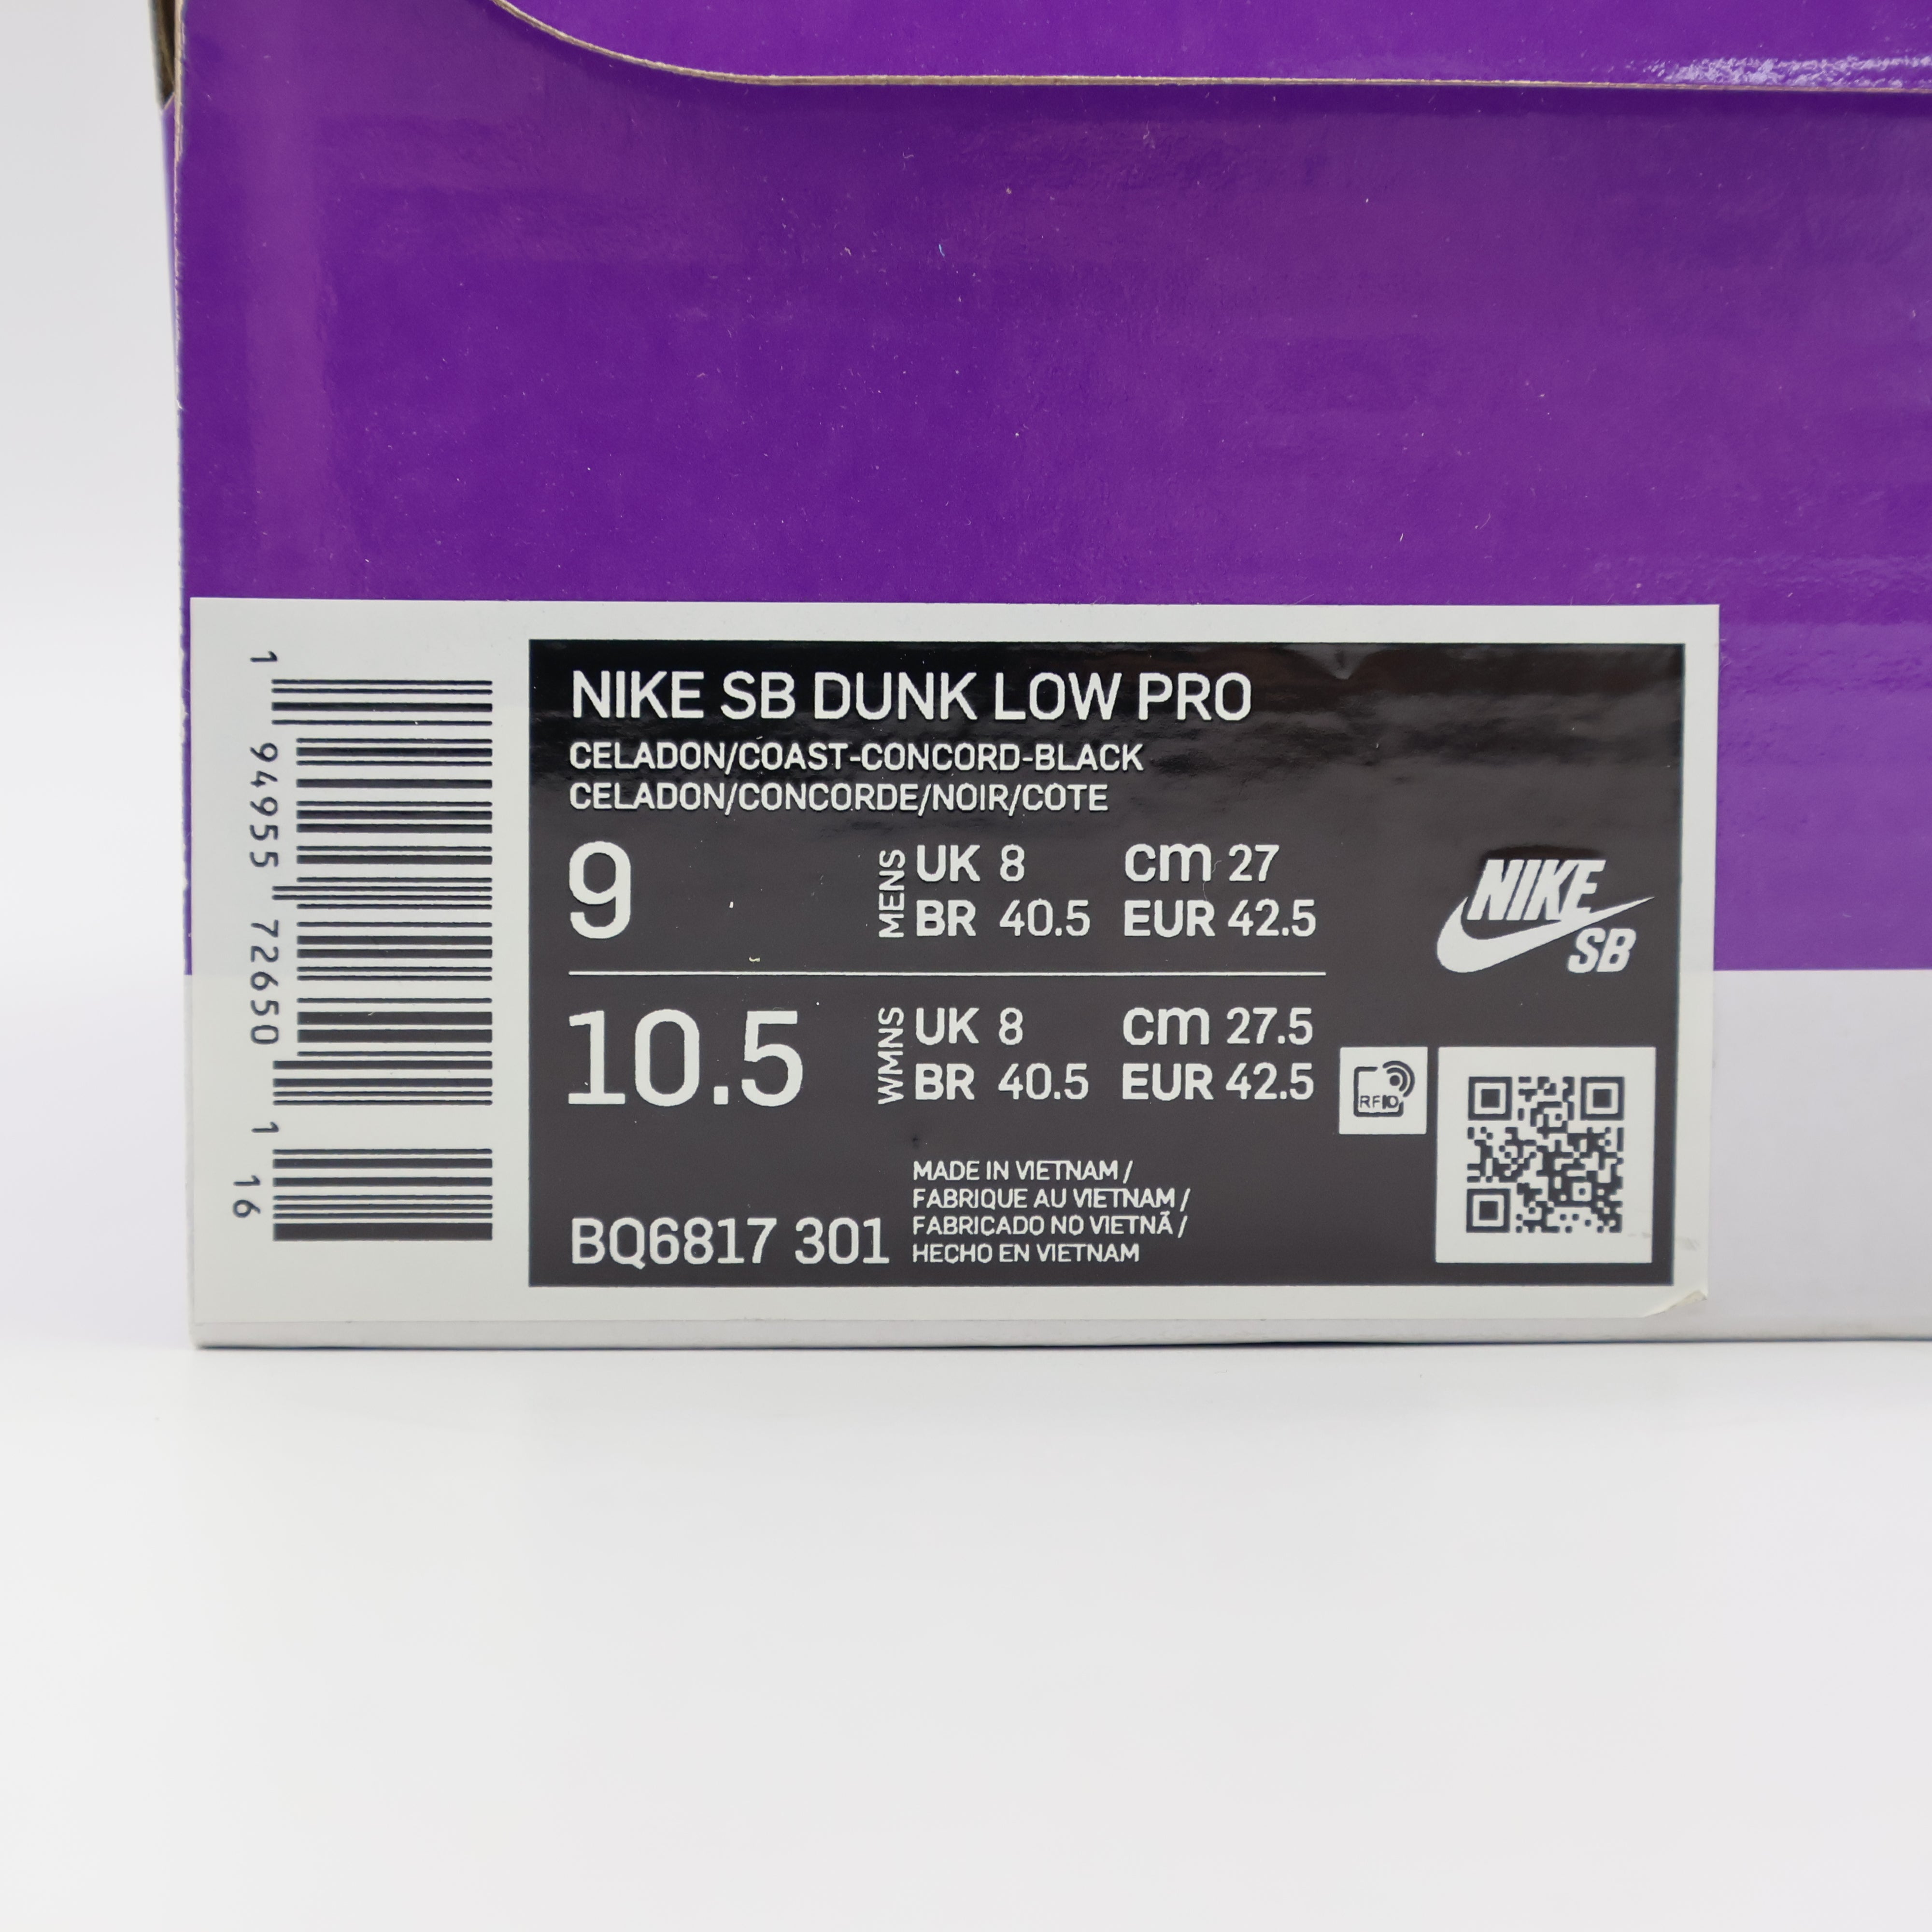 NIKE SB DUNK LOW PRO
CELADON/COAST-CONCORD-BLACK
CELADON/CONCORDE/NOIR/COTE
9
MENS
UK 8 cm 27
BR 40.5 EUR 42.5
NIKE
SB
10.5
WMNS
UK 8 cm 27.5
BR 40.5 EUR 42.5
RFID
BQ6817 301
MADE IN VIETNAM /
FABRIQUE AU VIETNAM /
FABRICADO NO VIETNÃ /
HECHO EN VIETNAM
1 94955 72650 1 16